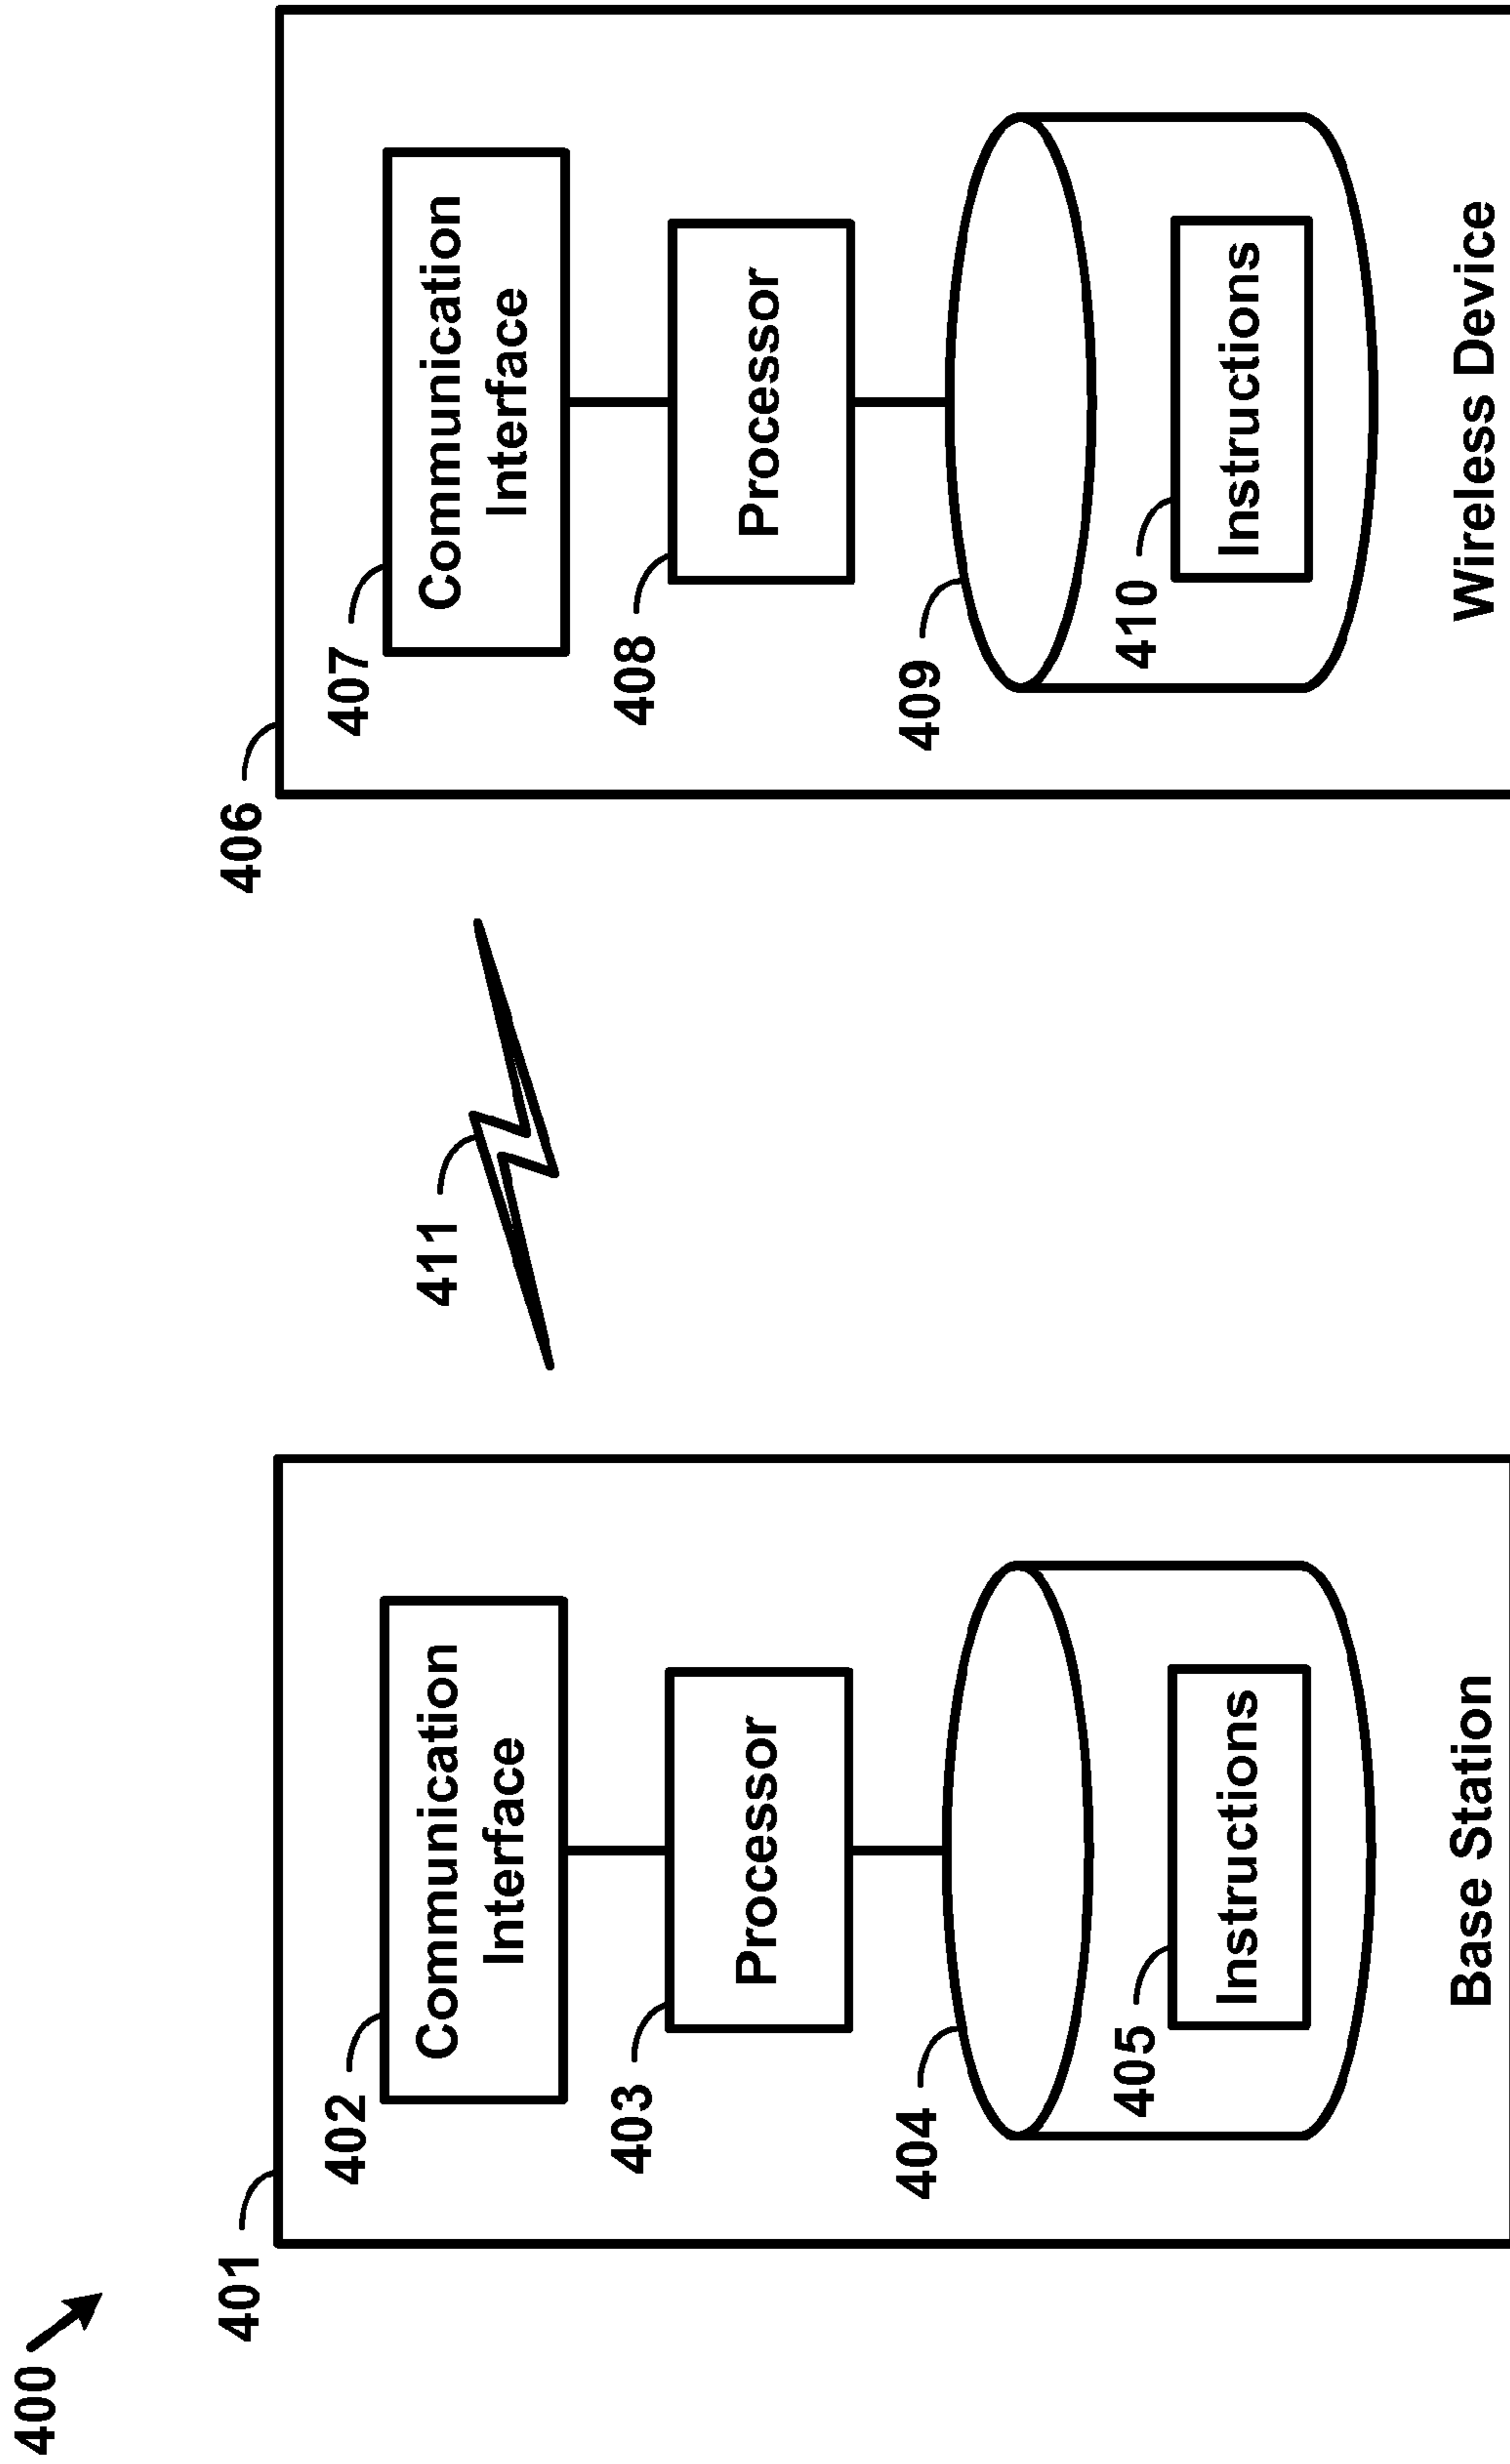 400
401
402
Communication
Interface
403
Processor
404
405
Instructions
Base Station
411
406
407
Communication
Interface
408
Processor
409
410
Instructions
Wireless Device